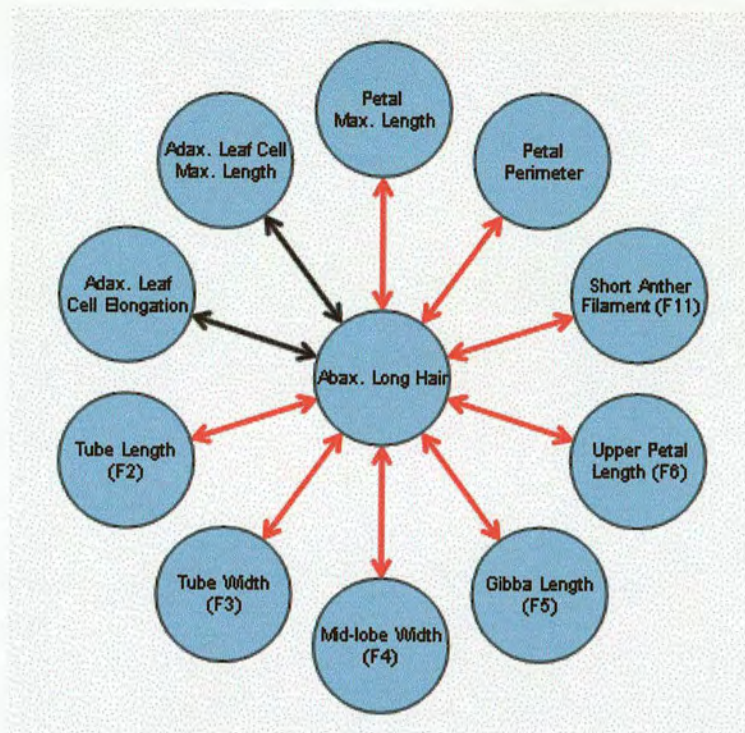 Petal
Max. Length
Adax. Leaf Cell
Max. Length
Petal
Perimeter
Adax. Leaf
Cell Elongation
Short Anther
Filament (F11)
Abax. Long Hair
Tube Length
(F2)
Upper Petal
Length (F6)
Tube Width
(F3)
Gibba Length
(F5)
Mid-lobe Width
(F4)